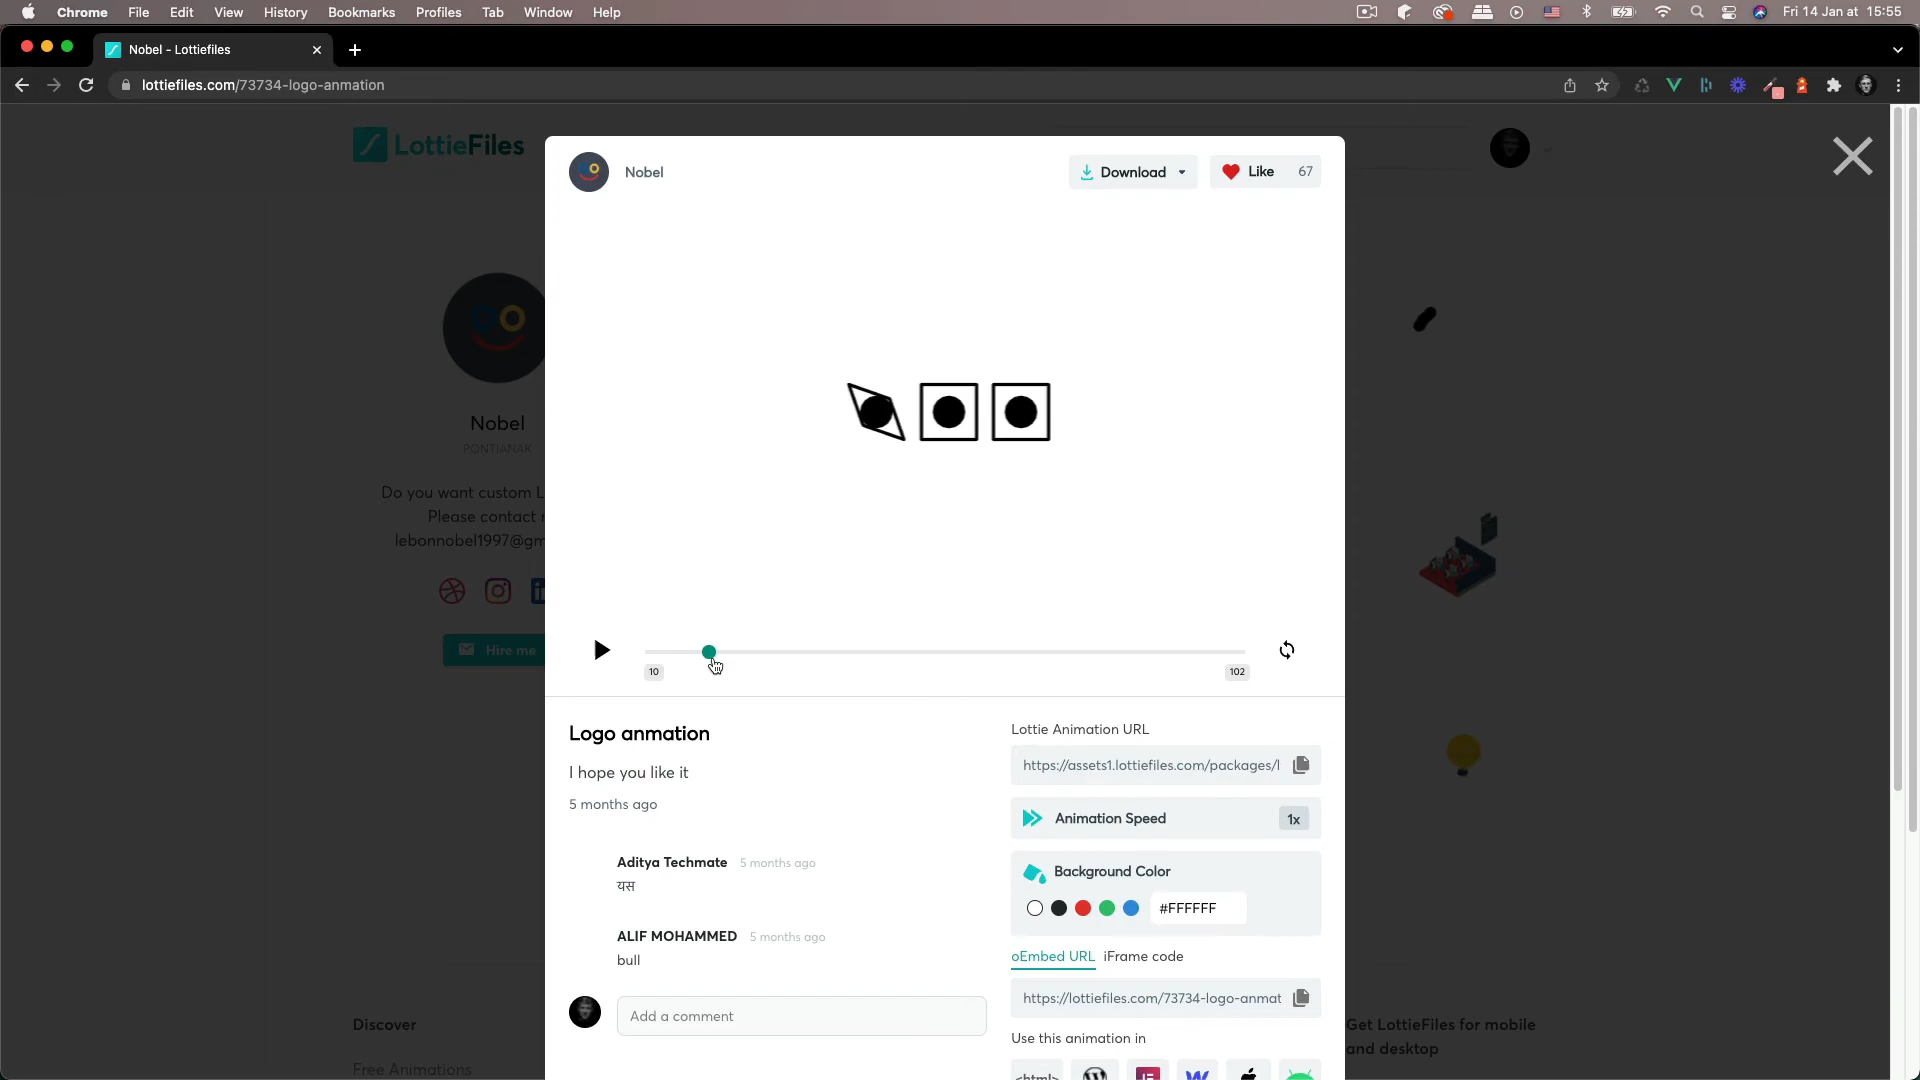 Chrome File Edit View History Bookmarks Profiles Tab Window Help Fri 14 Jan at 15:55
Nobel - Lottiefiles
lottiefiles.com/73734-logo-anmation
LottieFiles
Nobel
Download
Like 67
Nobel
PONTIANAK
Do you want custom L
Please contact
lebonnobel1997@gm
Hire me
10
102
Logo anmation
I hope you like it
5 months ago
Aditya Techmate 5 months ago
यस
ALIF MOHAMMED 5 months ago
bull
Add a comment
Lottie Animation URL
https://assets1.lottiefiles.com/packages/l
Animation Speed 1x
Background Color
#FFFFFF
oEmbed URL iFrame code
https://lottiefiles.com/73734-logo-anmat
Use this animation in
<html>
Discover
Free Animations
Get LottieFiles for mobile
and desktop